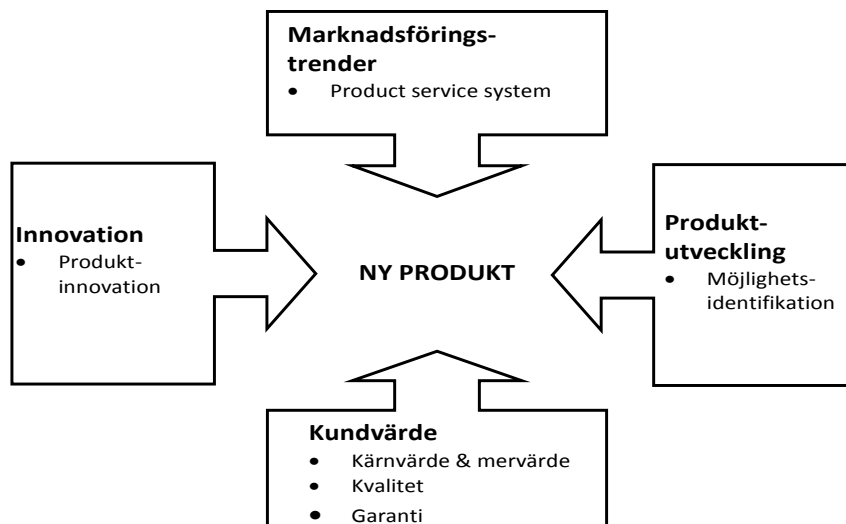 Marknadsförings-
trender
• Product service system
Innovation
• Produkt-
innovation
NY PRODUKT
Produkt-
utveckling
• Möjlighets-
identifikation
Kundvärde
• Kärnvärde & mervärde
• Kvalitet
• Garanti